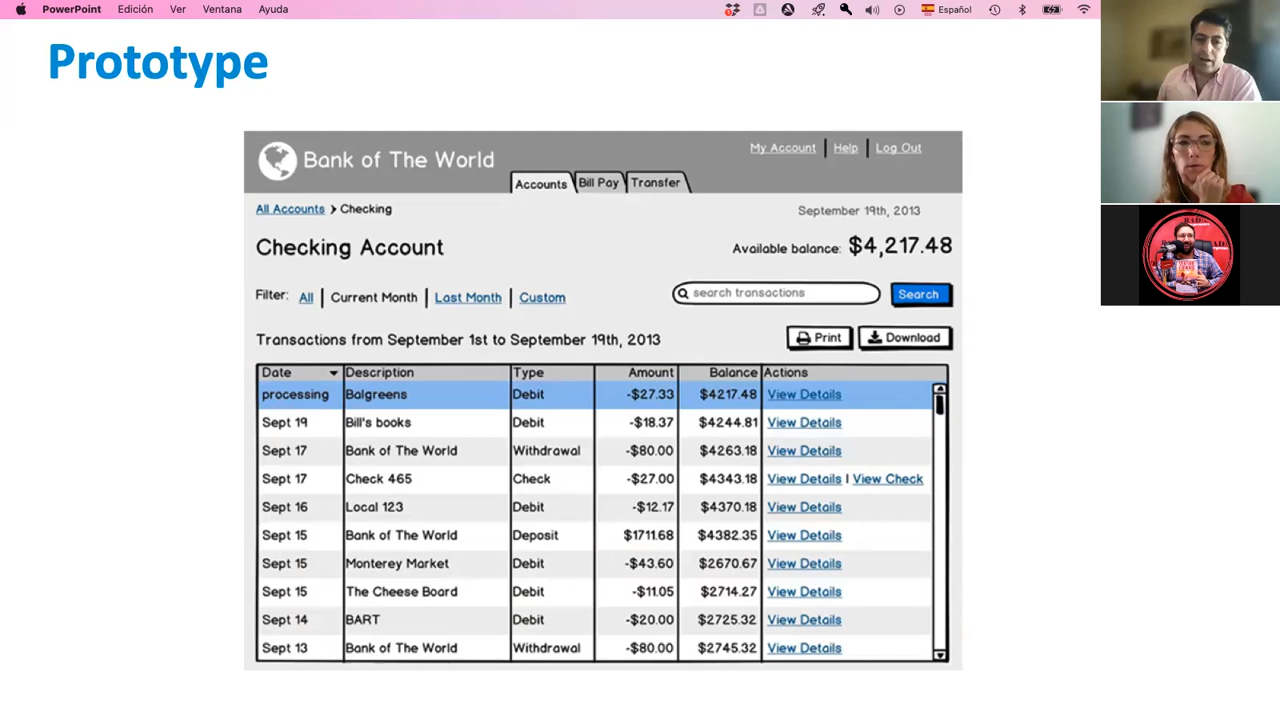 PowerPoint Edición Ver Ventana Ayuda Español
Prototype
Bank of The World
My Account | Help | Log Out
Accounts Bill Pay Transfer
All Accounts > Checking
September 19th, 2013
Checking Account
Available balance: $4,217.48
Filter: All | Current Month | Last Month | Custom
search transactions Search
Transactions from September 1st to September 19th, 2013
Print Download
Date Description Type Amount Balance Actions
processing Balgreens Debit -$27.33 $4217.48 View Details
Sept 19 Bill's books Debit -$18.37 $4244.81 View Details
Sept 17 Bank of The World Withdrawal -$80.00 $4263.18 View Details
Sept 17 Check 465 Check -$27.00 $4343.18 View Details | View Check
Sept 16 Local 123 Debit -$12.17 $4370.18 View Details
Sept 15 Bank of The World Deposit $1711.68 $4382.35 View Details
Sept 15 Monterey Market Debit -$43.60 $2670.67 View Details
Sept 15 The Cheese Board Debit -$11.05 $2714.27 View Details
Sept 14 BART Debit -$20.00 $2725.32 View Details
Sept 13 Bank of The World Withdrawal -$80.00 $2745.32 View Details